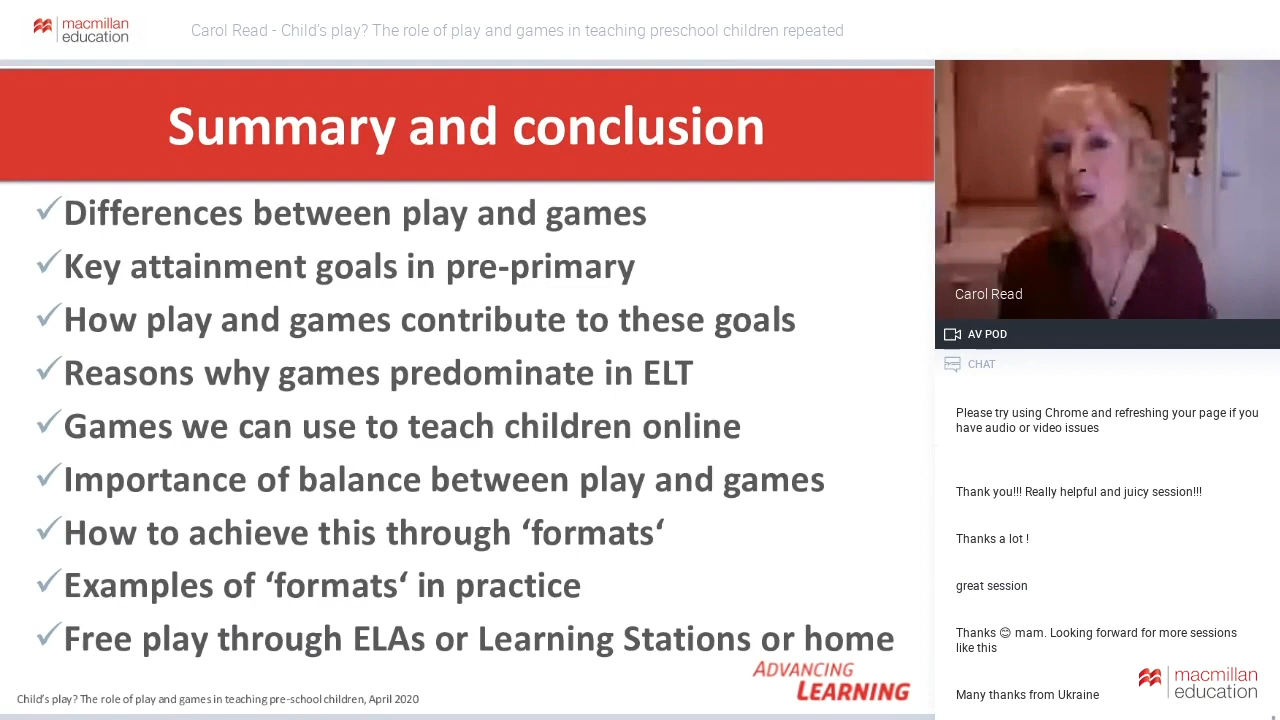 macmillan
education
Carol Read - Child's play? The role of play and games in teaching preschool children repeated
Summary and conclusion
✓Differences between play and games
✓Key attainment goals in pre-primary
✓How play and games contribute to these goals
✓Reasons why games predominate in ELT
✓Games we can use to teach children online
✓Importance of balance between play and games
✓How to achieve this through ‘formats‘
✓Examples of ‘formats‘ in practice
✓Free play through ELAs or Learning Stations or home
ADVANCING
LEARNING
Child’s play? The role of play and games in teaching pre-school children, April 2020
Carol Read
AV POD
CHAT
Please try using Chrome and refreshing your page if you
have audio or video issues
Thank you!!! Really helpful and juicy session!!!
Thanks a lot !
great session
Thanks 😊 mam. Looking forward for more sessions
like this
Many thanks from Ukraine
macmillan
education